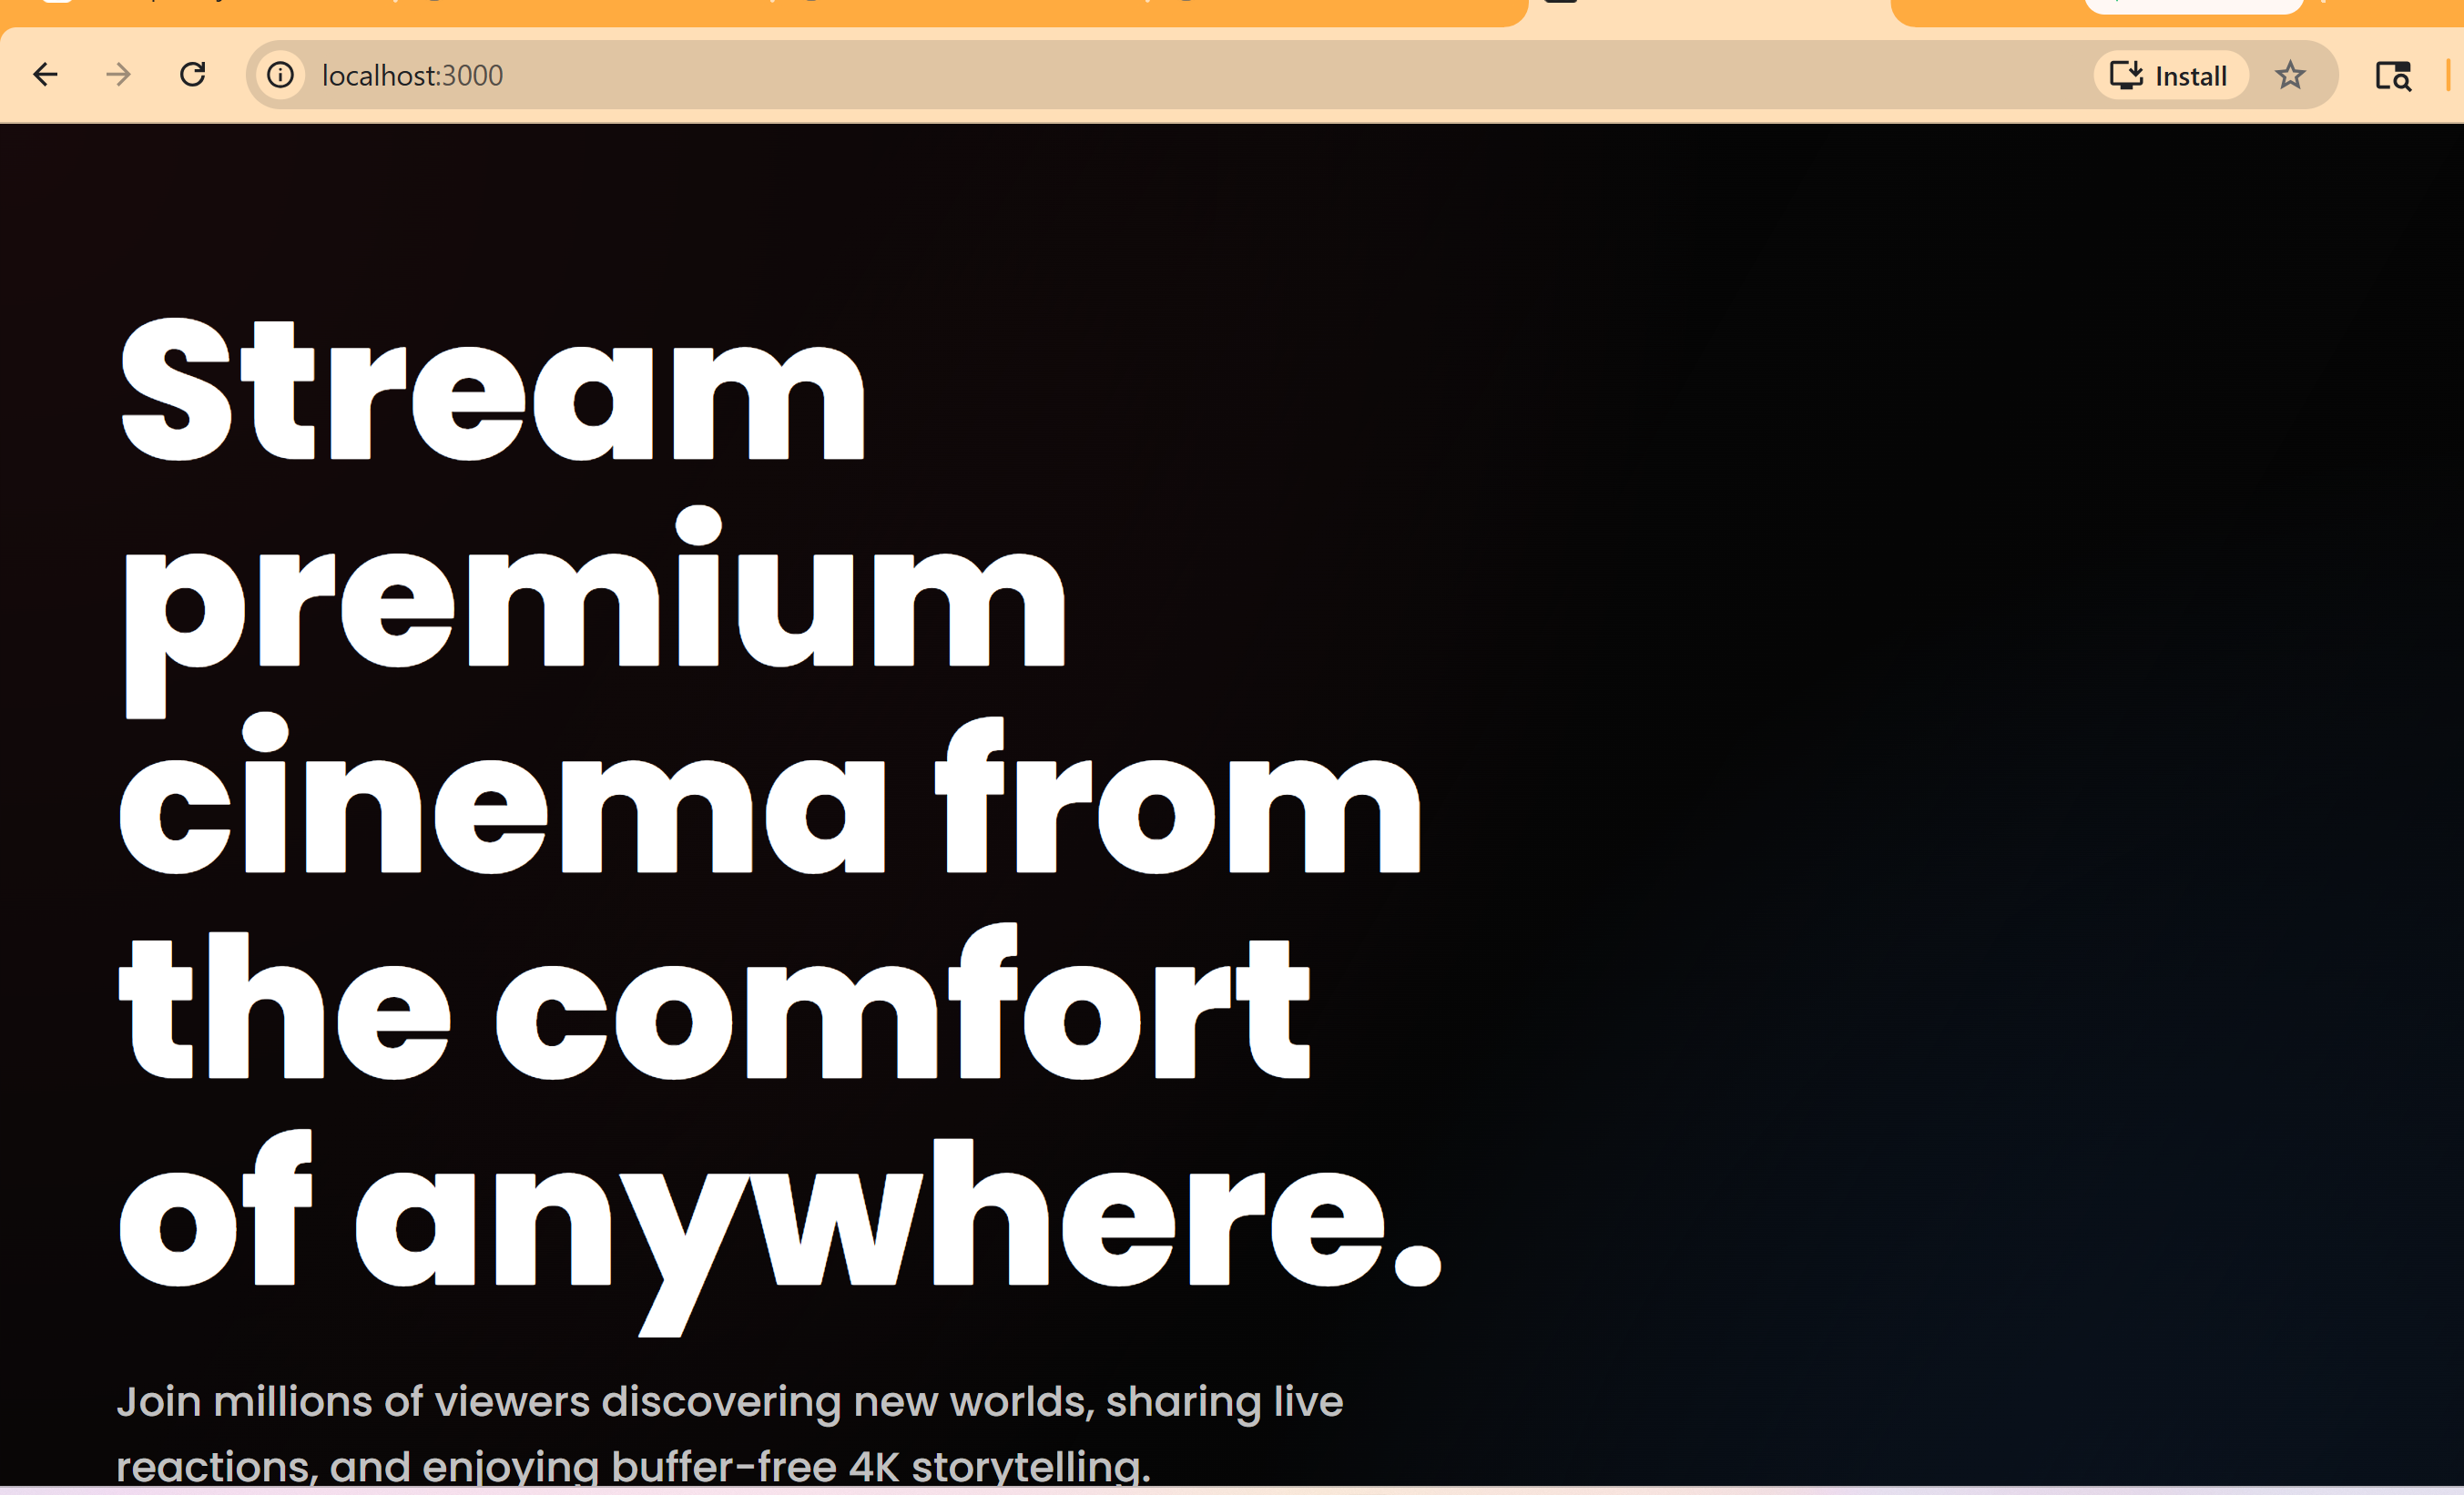 localhost:3000
Install
Stream
premium
cinema from
the comfort
of anywhere.
Join millions of viewers discovering new worlds, sharing live
reactions, and enjoying buffer-free 4K storytelling.